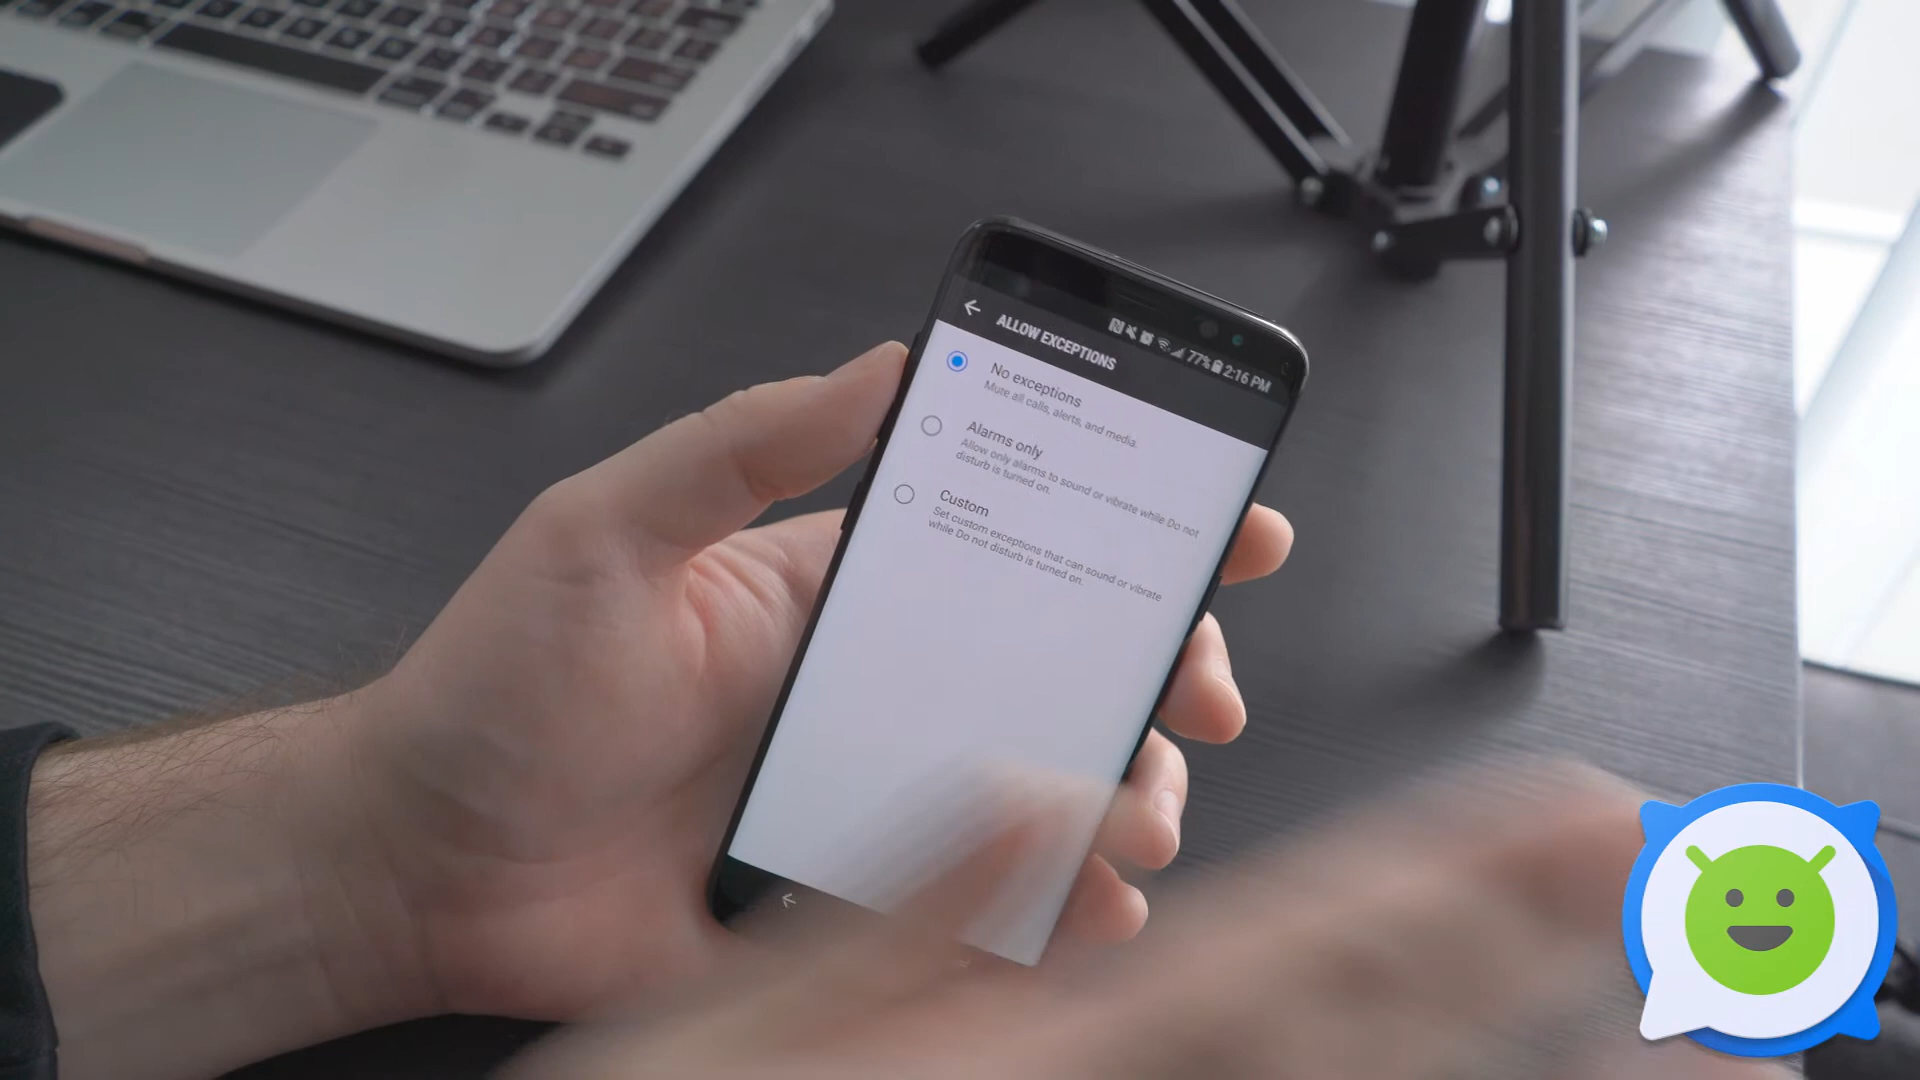 77% 2:16 PM
ALLOW EXCEPTIONS
No exceptions
Mute all calls, alerts, and media.
Alarms only
Allow only alarms to sound or vibrate while Do not
disturb is turned on.
Custom
Set custom exceptions that can sound or vibrate
while Do not disturb is turned on.